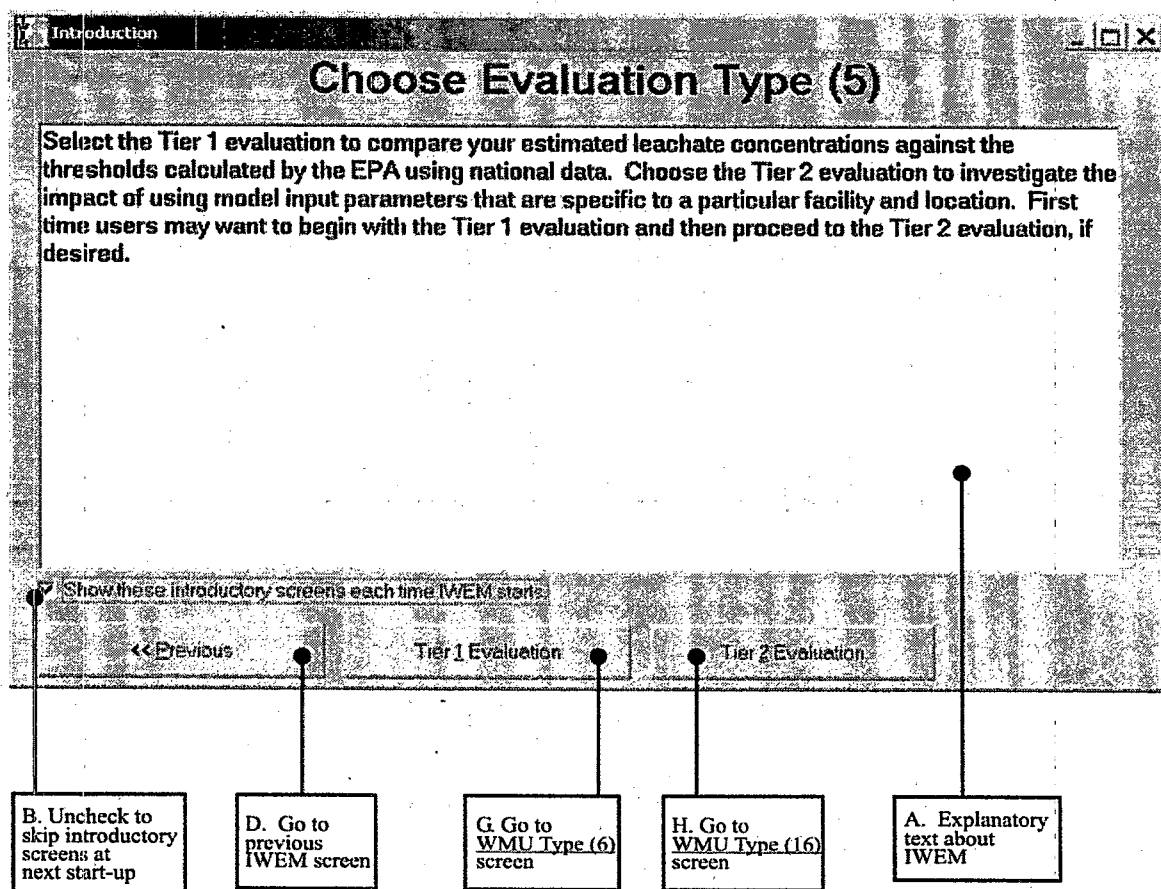 Introduction
Choose Evaluation Type (5)
Select the Tier 1 evaluation to compare your estimated leachate concentrations against the
thresholds calculated by the EPA using national data. Choose the Tier 2 evaluation to investigate the
impact of using model input parameters that are specific to a particular facility and location. First
time users may want to begin with the Tier 1 evaluation and then proceed to the Tier 2 evaluation, if
desired.
Show these introductory screens each time IWEM starts.
<< Previous
Tier 1 Evaluation
Tier 2 Evaluation
B. Uncheck to
skip introductory
screens at
next start-up
D. Go to
previous
IWEM screen
G. Go to
WMU Type (6)
screen
H. Go to
WMU Type (16)
screen
A. Explanatory
text about
IWEM